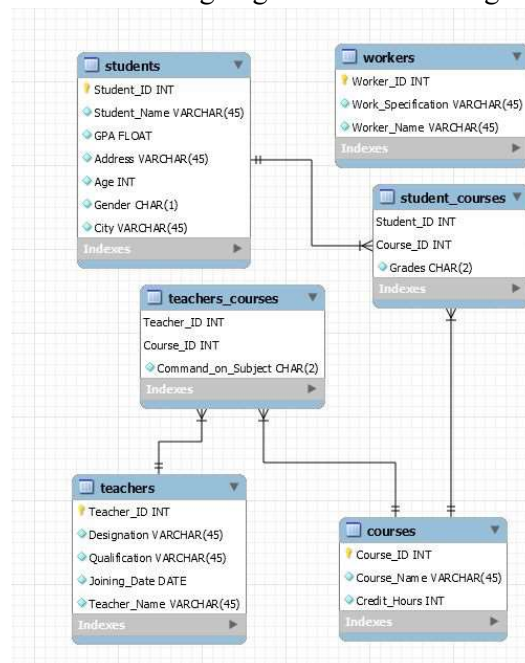 students
Student_ID INT
Student_Name VARCHAR(45)
GPA FLOAT
Address VARCHAR(45)
Age INT
Gender CHAR(1)
City VARCHAR(45)
Indexes
workers
Worker_ID INT
Work_Specification VARCHAR(45)
Worker_Name VARCHAR(45)
Indexes
student_courses
Student_ID INT
Course_ID INT
Grades CHAR(2)
Indexes
teachers_courses
Teacher_ID INT
Course_ID INT
Command_on_Subject CHAR(2)
Indexes
teachers
Teacher_ID INT
Designation VARCHAR(45)
Qualification VARCHAR(45)
Joining_Date DATE
Teacher_Name VARCHAR(45)
Indexes
courses
Course_ID INT
Course_Name VARCHAR(45)
Credit_Hours INT
Indexes